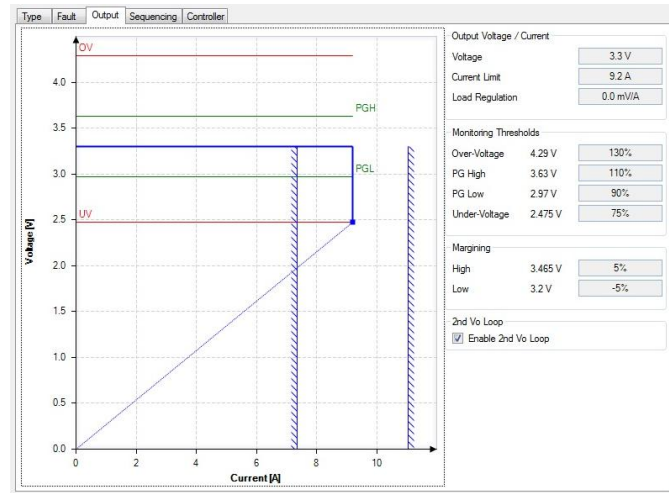 Type Fault Output Sequencing Controller
OV
PGH
PGL
UV
4.0
3.5
3.0
2.5
2.0
1.5
1.0
0.5
0.0
Voltage [V]
0 2 4 6 8 10
Current [A]
Output Voltage / Current
Voltage 3.3 V
Current Limit 9.2 A
Load Regulation 0.0 mV/A
Monitoring Thresholds
Over-Voltage 4.29 V 130%
PG High 3.63 V 110%
PG Low 2.97 V 90%
Under-Voltage 2.475 V 75%
Margining
High 3.465 V 5%
Low 3.2 V -5%
2nd Vo Loop
Enable 2nd Vo Loop